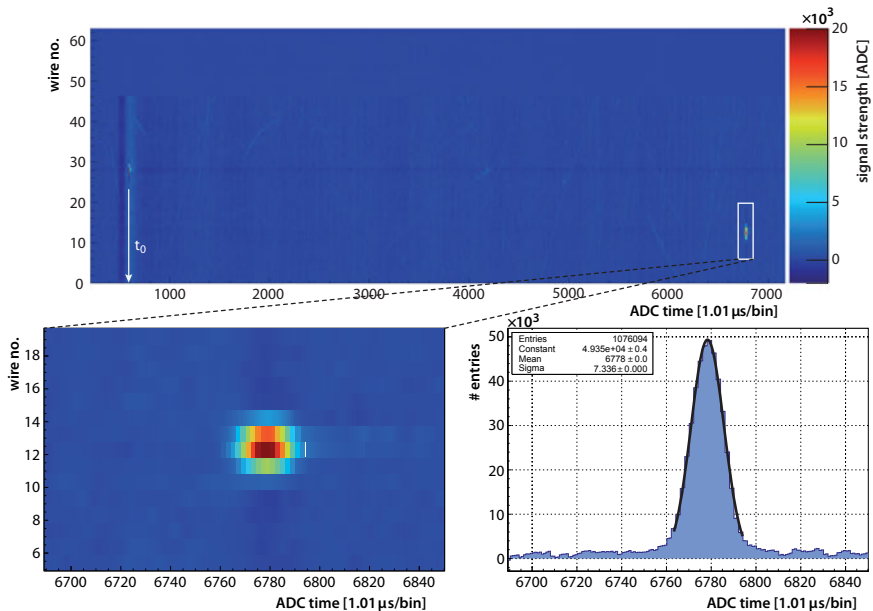 ×10³
wire no.
60
50
40
30
20
10
0
t₀
1000
2000
3000
4000
5000
6000
7000
ADC time [1.01 µs/bin]
20
15
10
5
0
signal strength [ADC]
wire no.
18
16
14
12
10
8
6
6700 6720 6740 6760 6780 6800 6820 6840
ADC time [1.01 µs/bin]
×10³
# entries
50
40
30
20
10
0
Entries 1076094
Constant 4.935e+04 ± 0.4
Mean 6778 ± 0.0
Sigma 7.336 ± 0.000
6700 6720 6740 6760 6780 6800 6820 6840
ADC time [1.01 µs/bin]